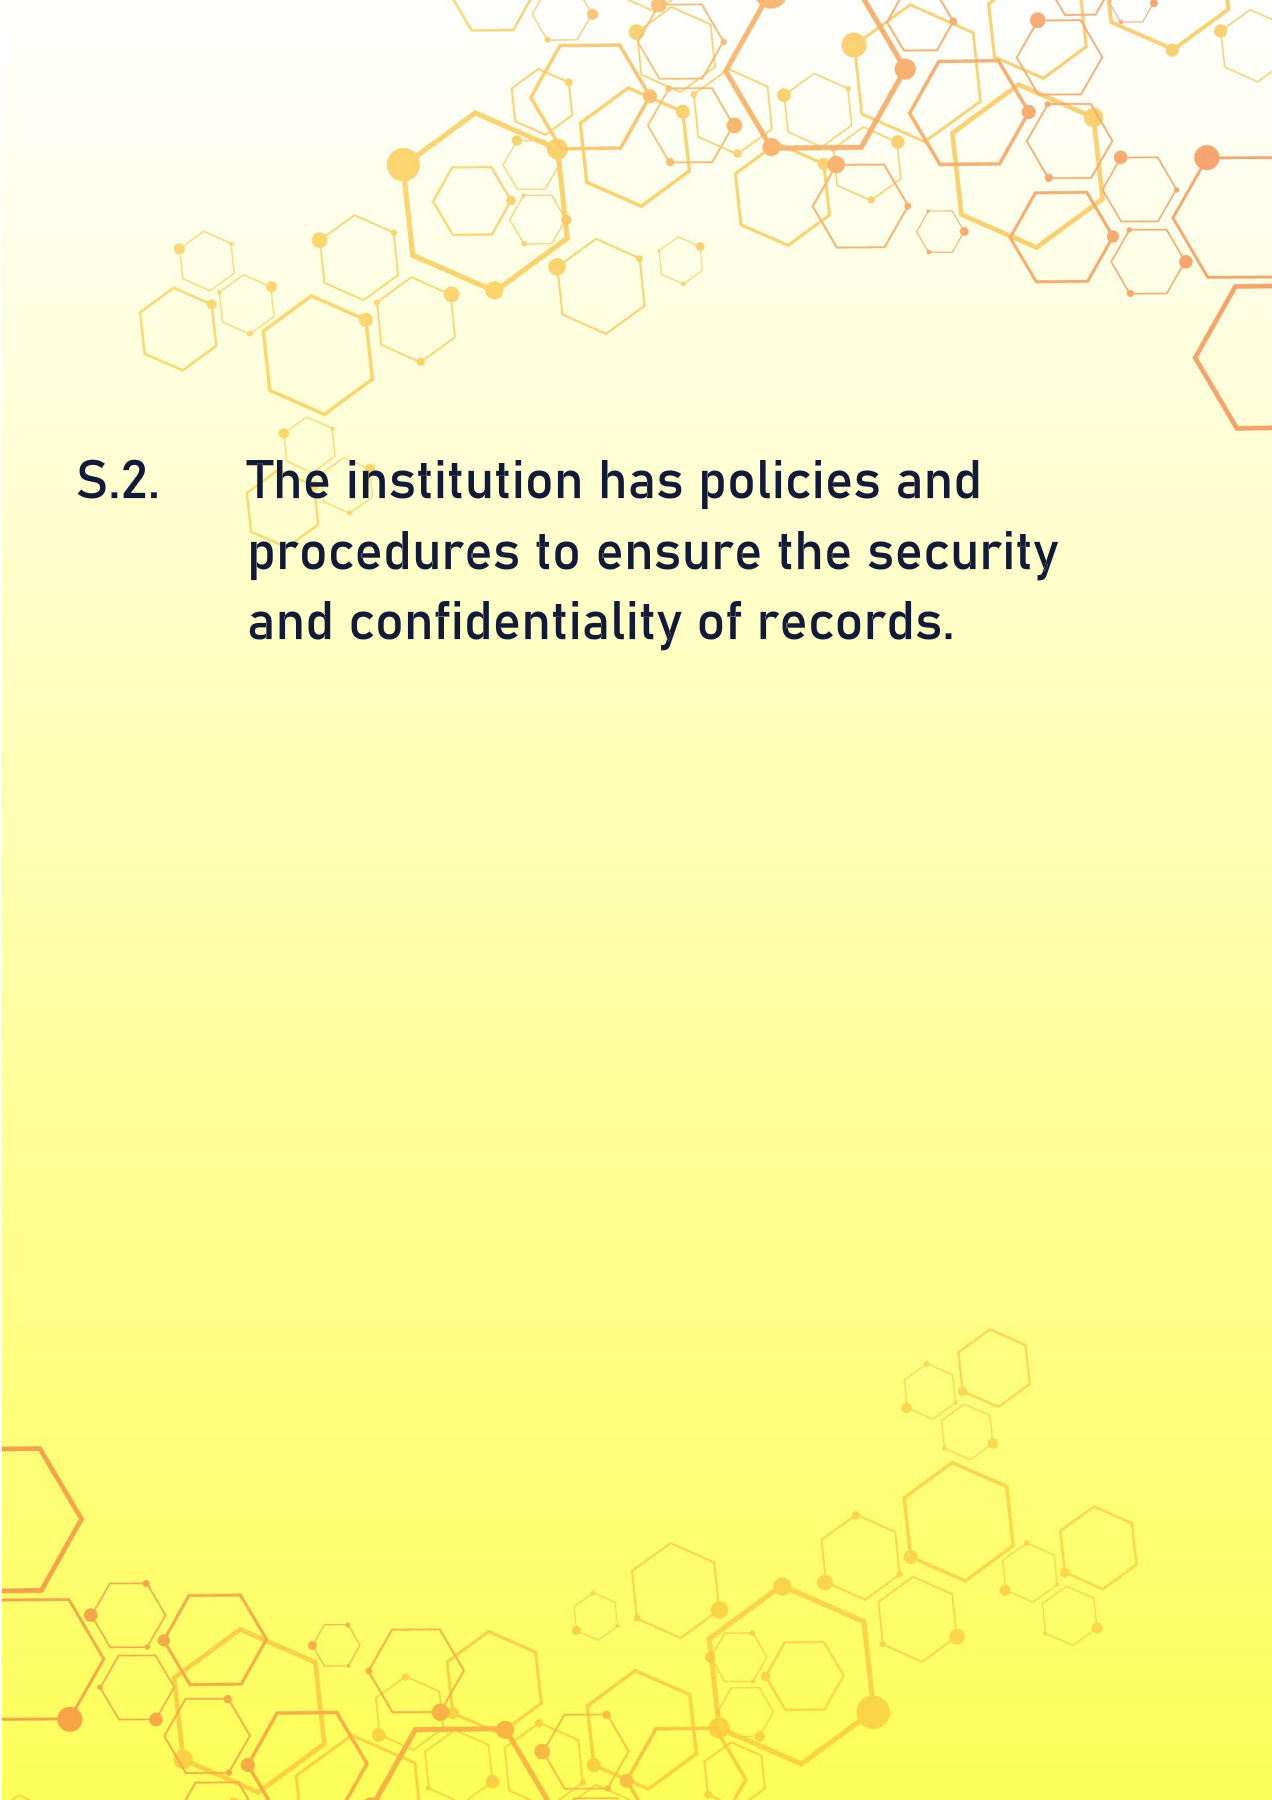 S.2. The institution has policies and
procedures to ensure the security
and confidentiality of records.